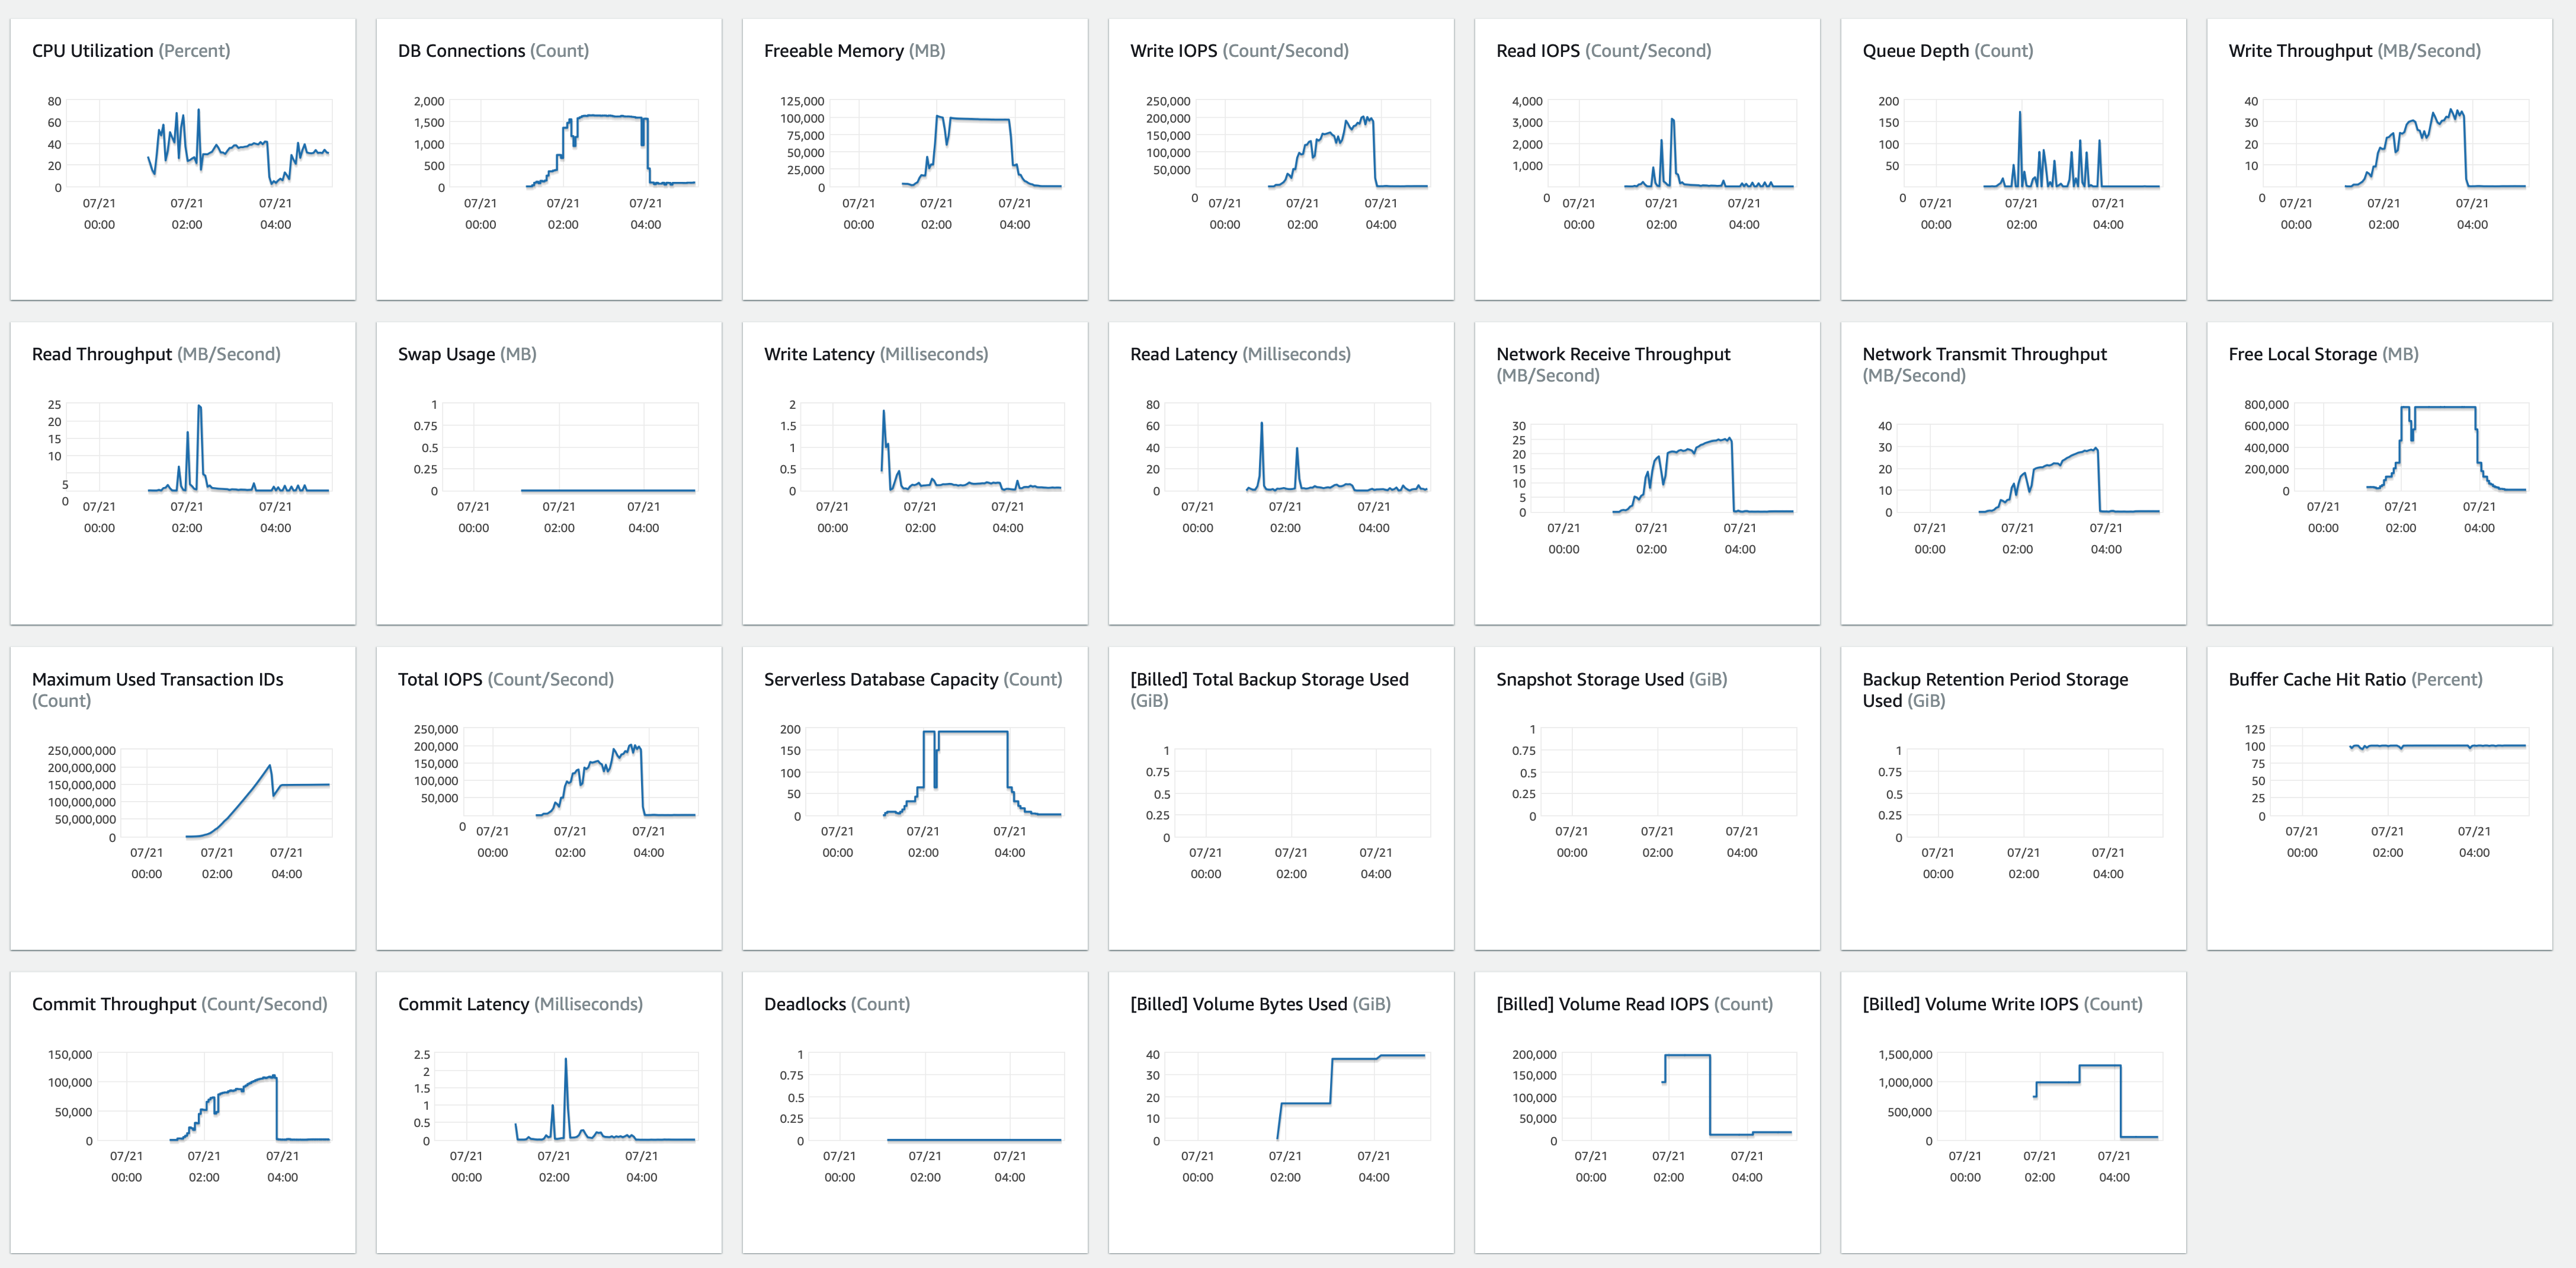 CPU Utilization (Percent)
80
60
40
20
0
07/21 07/21 07/21
00:00 02:00 04:00
DB Connections (Count)
2,000
1,500
1,000
500
0
07/21 07/21 07/21
00:00 02:00 04:00
Freeable Memory (MB)
125,000
100,000
75,000
50,000
25,000
0
07/21 07/21 07/21
00:00 02:00 04:00
Write IOPS (Count/Second)
250,000
200,000
150,000
100,000
50,000
0
07/21 07/21 07/21
00:00 02:00 04:00
Read IOPS (Count/Second)
4,000
3,000
2,000
1,000
0
07/21 07/21 07/21
00:00 02:00 04:00
Queue Depth (Count)
200
150
100
50
0
07/21 07/21 07/21
00:00 02:00 04:00
Write Throughput (MB/Second)
40
30
20
10
0
07/21 07/21 07/21
00:00 02:00 04:00
Read Throughput (MB/Second)
25
20
15
10
5
0
07/21 07/21 07/21
00:00 02:00 04:00
Swap Usage (MB)
1
0.75
0.5
0.25
0
07/21 07/21 07/21
00:00 02:00 04:00
Write Latency (Milliseconds)
2
1.5
1
0.5
0
07/21 07/21 07/21
00:00 02:00 04:00
Read Latency (Milliseconds)
80
60
40
20
0
07/21 07/21 07/21
00:00 02:00 04:00
Network Receive Throughput
(MB/Second)
30
25
20
15
10
5
0
07/21 07/21 07/21
00:00 02:00 04:00
Network Transmit Throughput
(MB/Second)
40
30
20
10
0
07/21 07/21 07/21
00:00 02:00 04:00
Free Local Storage (MB)
800,000
600,000
400,000
200,000
0
07/21 07/21 07/21
00:00 02:00 04:00
Maximum Used Transaction IDs
(Count)
250,000,000
200,000,000
150,000,000
100,000,000
50,000,000
0
07/21 07/21 07/21
00:00 02:00 04:00
Total IOPS (Count/Second)
250,000
200,000
150,000
100,000
50,000
0
07/21 07/21 07/21
00:00 02:00 04:00
Serverless Database Capacity (Count)
200
150
100
50
0
07/21 07/21 07/21
00:00 02:00 04:00
[Billed] Total Backup Storage Used
(GiB)
1
0.75
0.5
0.25
0
07/21 07/21 07/21
00:00 02:00 04:00
Snapshot Storage Used (GiB)
1
0.75
0.5
0.25
0
07/21 07/21 07/21
00:00 02:00 04:00
Backup Retention Period Storage
Used (GiB)
1
0.75
0.5
0.25
0
07/21 07/21 07/21
00:00 02:00 04:00
Buffer Cache Hit Ratio (Percent)
125
100
75
50
25
0
07/21 07/21 07/21
00:00 02:00 04:00
Commit Throughput (Count/Second)
150,000
100,000
50,000
0
07/21 07/21 07/21
00:00 02:00 04:00
Commit Latency (Milliseconds)
2.5
2
1.5
1
0.5
0
07/21 07/21 07/21
00:00 02:00 04:00
Deadlocks (Count)
1
0.75
0.5
0.25
0
07/21 07/21 07/21
00:00 02:00 04:00
[Billed] Volume Bytes Used (GiB)
40
30
20
10
0
07/21 07/21 07/21
00:00 02:00 04:00
[Billed] Volume Read IOPS (Count)
200,000
150,000
100,000
50,000
0
07/21 07/21 07/21
00:00 02:00 04:00
[Billed] Volume Write IOPS (Count)
1,500,000
1,000,000
500,000
0
07/21 07/21 07/21
00:00 02:00 04:00